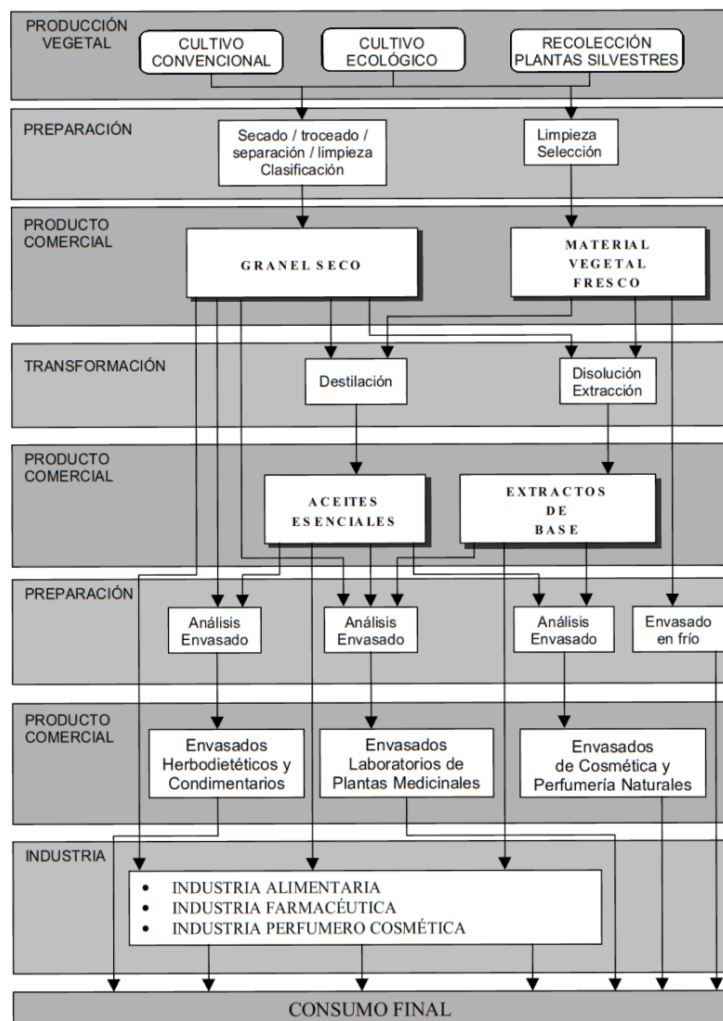 PRODUCCIÓN
VEGETAL
CULTIVO
CONVENCIONAL
CULTIVO
ECOLÓGICO
RECOLECCIÓN
PLANTAS SILVESTRES
PREPARACIÓN
Secado / troceado /
separación / limpieza
Clasificación
Limpieza
Selección
PRODUCTO
COMERCIAL
GRANEL SECO
MATERIAL
VEGETAL
FRESCO
TRANSFORMACIÓN
Destilación
Disolución
Extracción
PRODUCTO
COMERCIAL
ACEITES
ESENCIALES
EXTRACTOS
DE
BASE
PREPARACIÓN
Análisis
Envasado
Análisis
Envasado
Análisis
Envasado
Envasado
en frío
PRODUCTO
COMERCIAL
Envasados
Herbodietéticos y
Condimentarios
Envasados
Laboratorios de
Plantas Medicinales
Envasados
de Cosmética y
Perfumería Naturales
INDUSTRIA
• INDUSTRIA ALIMENTARIA
• INDUSTRIA FARMACÉUTICA
• INDUSTRIA PERFUMERO COSMÉTICA
CONSUMO FINAL